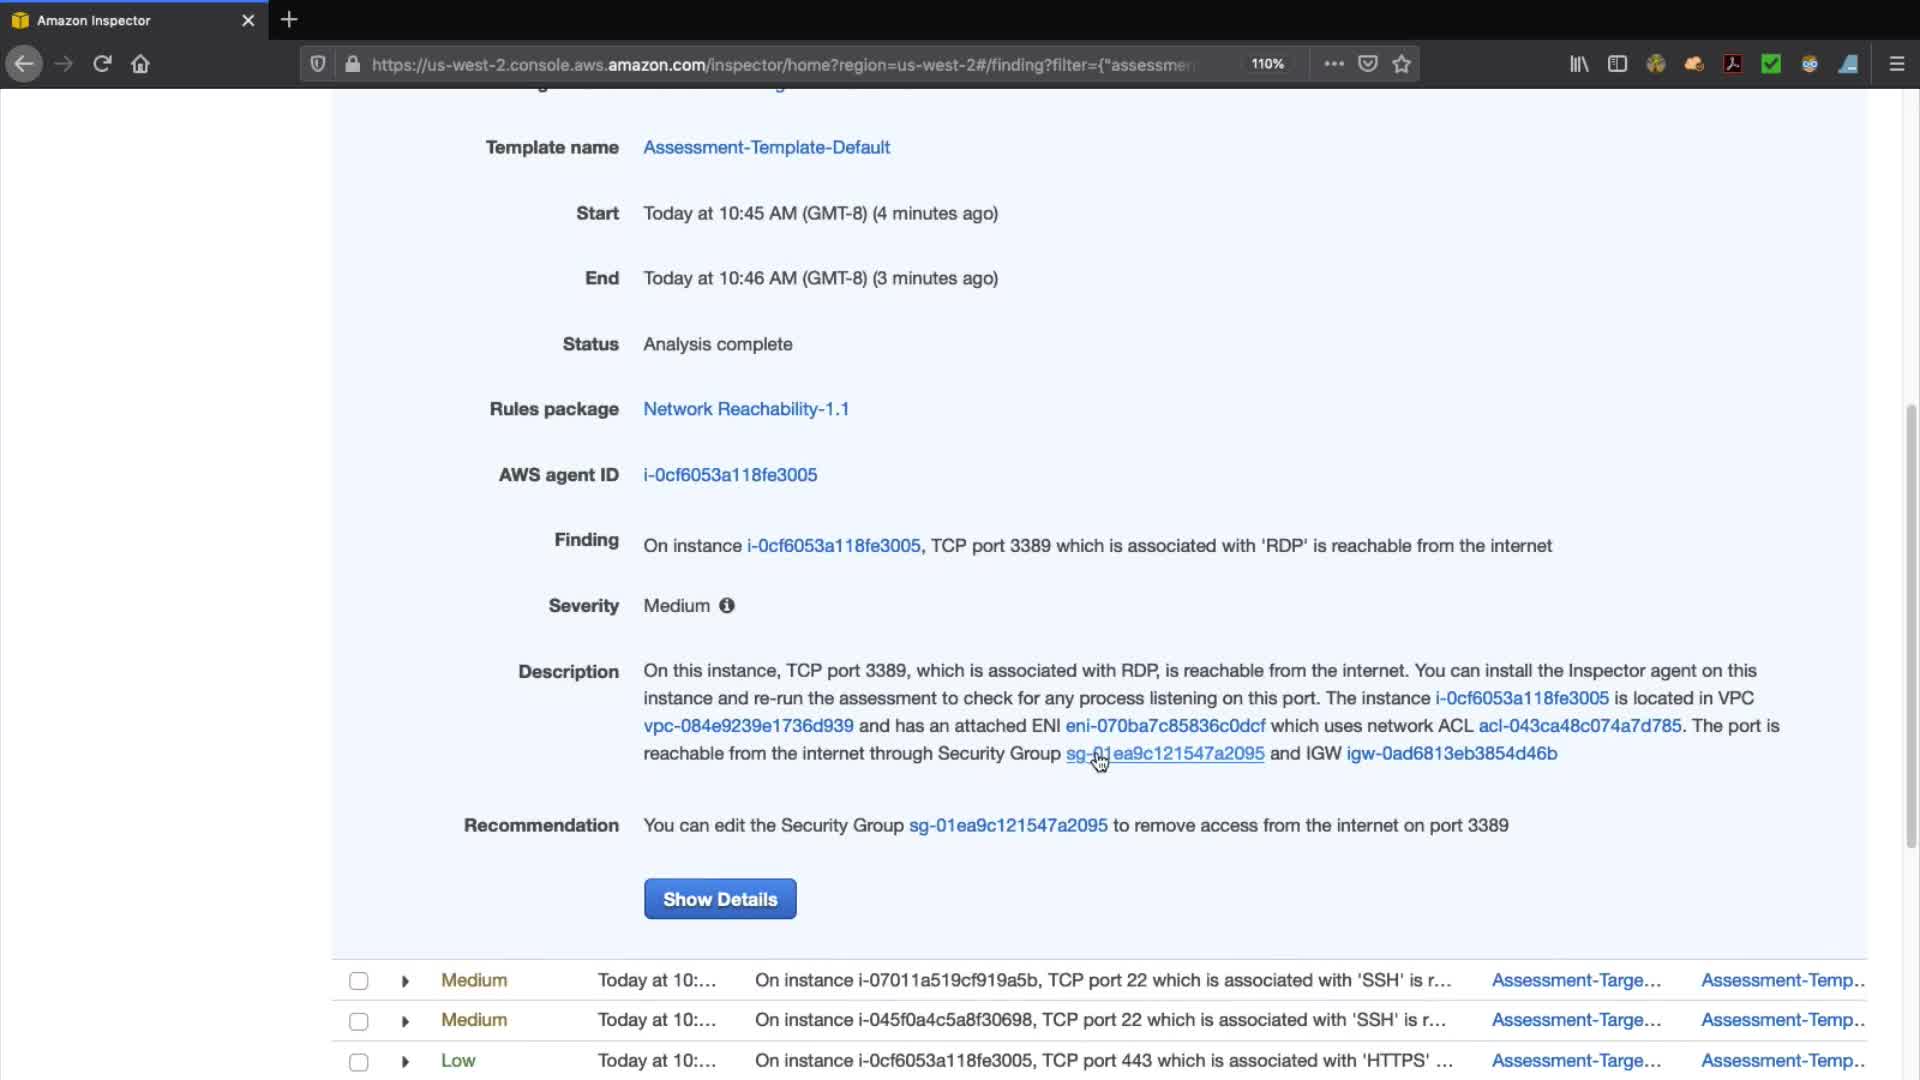 Amazon Inspector
https://us-west-2.console.aws.amazon.com/inspector/home?region=us-west-2#/finding?filter={"assessmen
110%
Template name Assessment-Template-Default
Start Today at 10:45 AM (GMT-8) (4 minutes ago)
End Today at 10:46 AM (GMT-8) (3 minutes ago)
Status Analysis complete
Rules package Network Reachability-1.1
AWS agent ID i-0cf6053a118fe3005
Finding On instance i-0cf6053a118fe3005, TCP port 3389 which is associated with 'RDP' is reachable from the internet
Severity Medium
Description On this instance, TCP port 3389, which is associated with RDP, is reachable from the internet. You can install the Inspector agent on this
instance and re-run the assessment to check for any process listening on this port. The instance i-0cf6053a118fe3005 is located in VPC
vpc-084e9239e1736d939 and has an attached ENI eni-070ba7c85836c0dcf which uses network ACL acl-043ca48c074a7d785. The port is
reachable from the internet through Security Group sg-01ea9c121547a2095 and IGW igw-0ad6813eb3854d46b
Recommendation You can edit the Security Group sg-01ea9c121547a2095 to remove access from the internet on port 3389
Show Details
Medium Today at 10:... On instance i-07011a519cf919a5b, TCP port 22 which is associated with 'SSH' is r... Assessment-Targe... Assessment-Temp..
Medium Today at 10:... On instance i-045f0a4c5a8f30698, TCP port 22 which is associated with 'SSH' is r... Assessment-Targe... Assessment-Temp..
Low Today at 10:... On instance i-0cf6053a118fe3005, TCP port 443 which is associated with 'HTTPS' ... Assessment-Targe... Assessment-Temp..